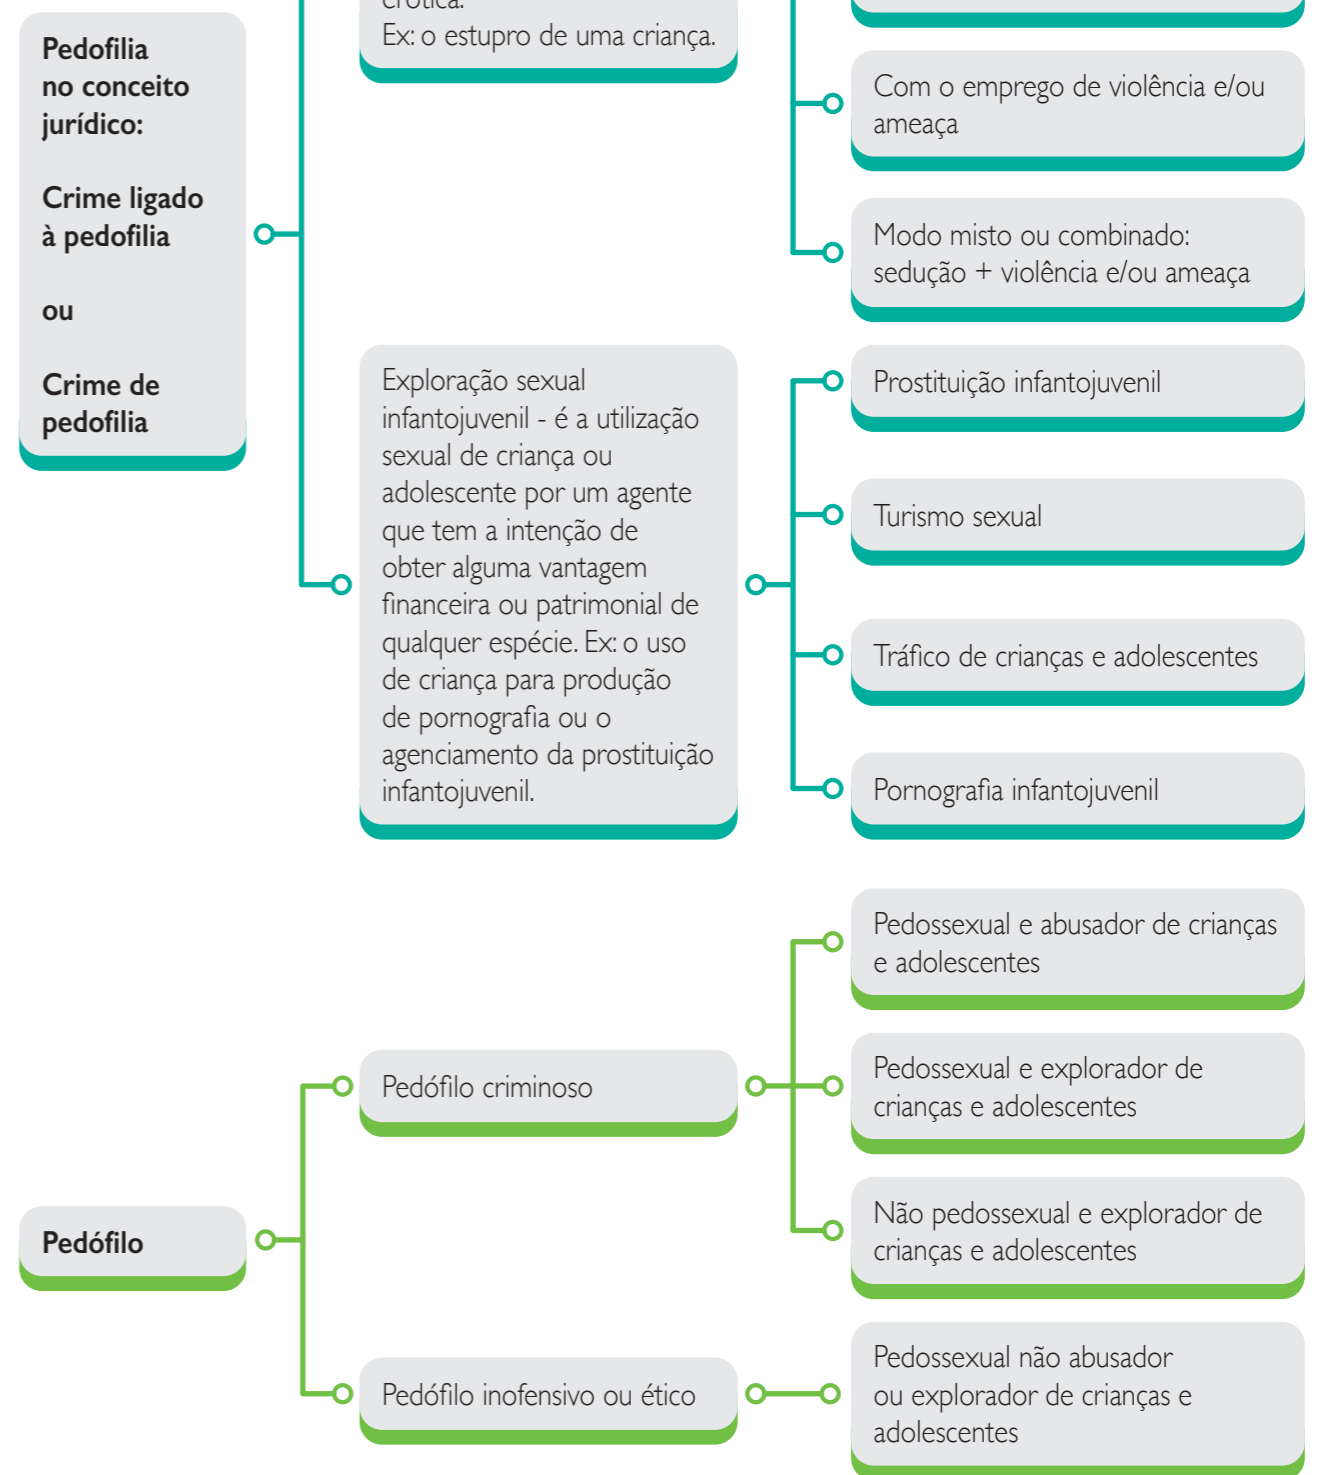 erótica.
Ex: o estupro de uma criança.
Pedofilia
no conceito
jurídico:
Crime ligado
à pedofilia
ou
Crime de
pedofilia
Com o emprego de violência e/ou
ameaça
Modo misto ou combinado:
sedução + violência e/ou ameaça
Exploração sexual
infantojuvenil - é a utilização
sexual de criança ou
adolescente por um agente
que tem a intenção de
obter alguma vantagem
financeira ou patrimonial de
qualquer espécie. Ex: o uso
de criança para produção
de pornografia ou o
agenciamento da prostituição
infantojuvenil.
Prostituição infantojuvenil
Turismo sexual
Tráfico de crianças e adolescentes
Pornografia infantojuvenil
Pedófilo
Pedófilo criminoso
Pedossexual e abusador de crianças
e adolescentes
Pedossexual e explorador de
crianças e adolescentes
Não pedossexual e explorador de
crianças e adolescentes
Pedófilo inofensivo ou ético
Pedossexual não abusador
ou explorador de crianças e
adolescentes